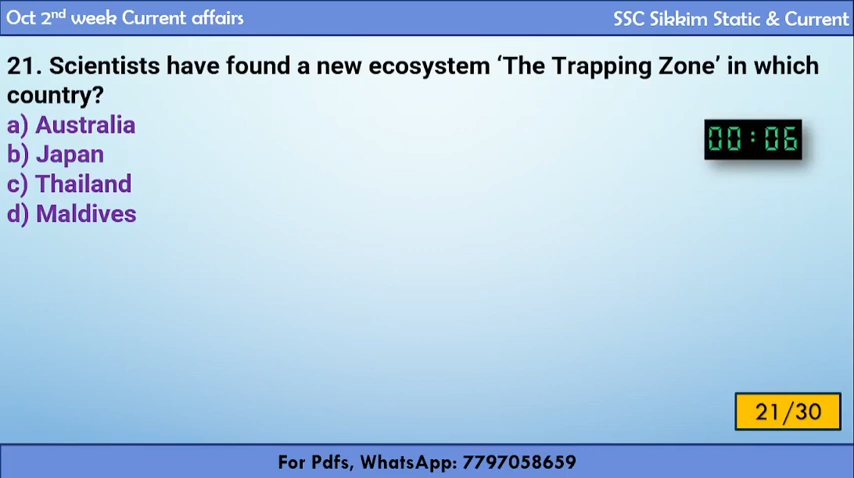 Oct 2nd week Current affairs
SSC Sikkim Static & Current
21. Scientists have found a new ecosystem ‘The Trapping Zone’ in which
country?
a) Australia
b) Japan
c) Thailand
d) Maldives
00:06
21/30
For Pdfs, WhatsApp: 7797058659